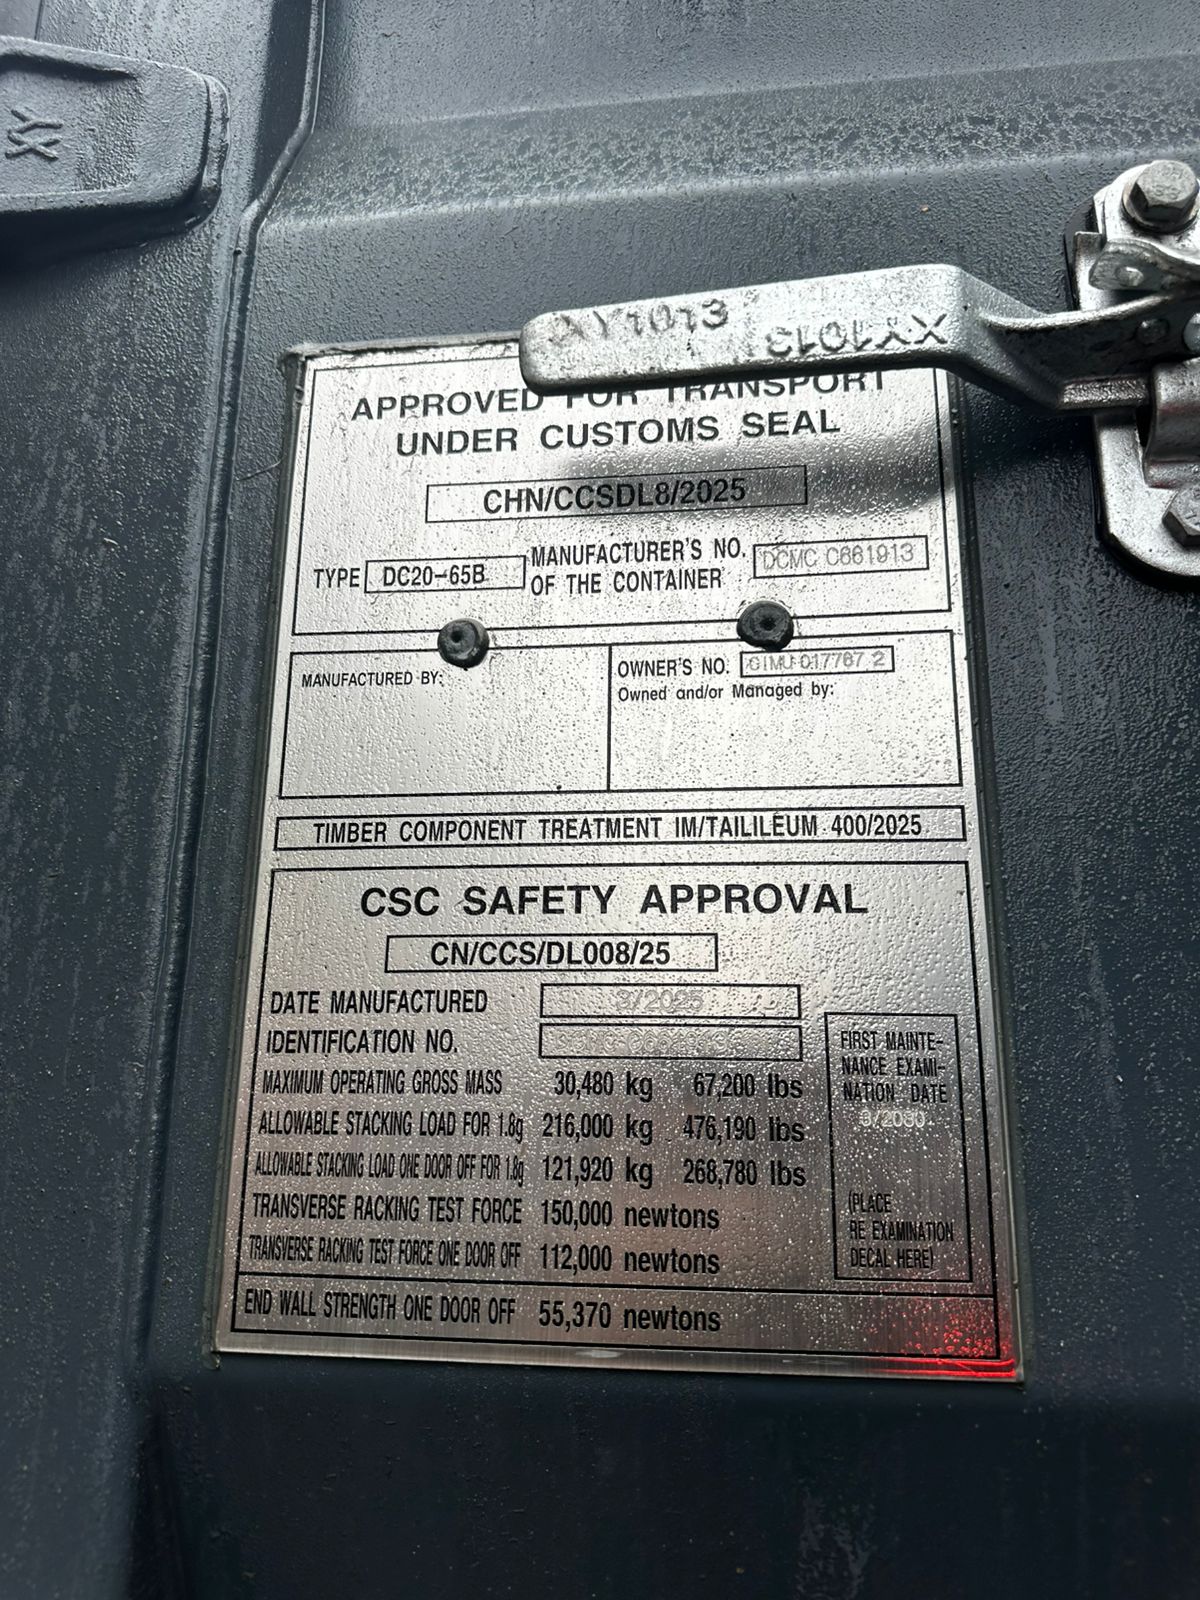 XY1013
XY1013
APPROVED FOR TRANSPORT
UNDER CUSTOMS SEAL
CHN/CCSDL8/2025
TYPE DC20-65B
MANUFACTURER'S NO.
OF THE CONTAINER
DCMC C661913
MANUFACTURED BY:
OWNER'S NO.
Owned and/or Managed by:
TIMBER COMPONENT TREATMENT IM/TAILILEUM 400/2025
CSC SAFETY APPROVAL
CN/CCS/DL008/25
DATE MANUFACTURED 3/2025
IDENTIFICATION NO.
MAXIMUM OPERATING GROSS MASS 30,480 kg 67,200 lbs
ALLOWABLE STACKING LOAD FOR 1.8g 216,000 kg 476,190 lbs
ALLOWABLE STACKING LOAD ONE DOOR OFF FOR 1.8g 121,920 kg 268,780 lbs
TRANSVERSE RACKING TEST FORCE 150,000 newtons
TRANSVERSE RACKING TEST FORCE ONE DOOR OFF 112,000 newtons
END WALL STRENGTH ONE DOOR OFF 55,370 newtons
FIRST MAINTE-
NANCE EXAMI-
NATION DATE
(PLACE
RE EXAMINATION
DECAL HERE)